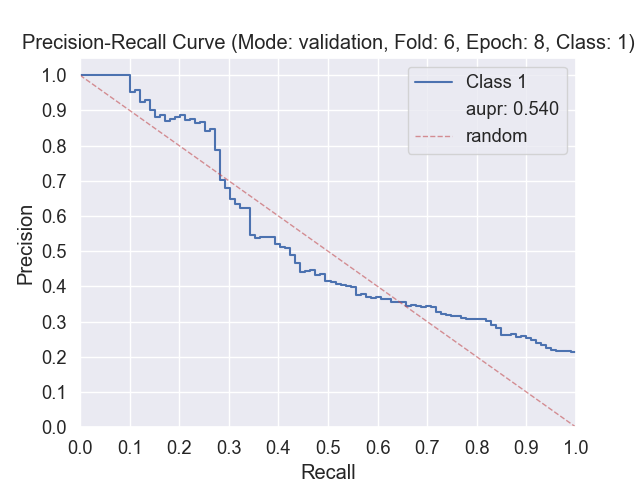 Precision-Recall Curve (Mode: validation, Fold: 6, Epoch: 8, Class: 1)
1.0
0.9
0.8
0.7
0.6
0.5
0.4
0.3
0.2
0.1
0.0
Precision
Class 1
aupr: 0.540
random
0.0 0.1 0.2 0.3 0.4 0.5 0.6 0.7 0.8 0.9 1.0
Recall